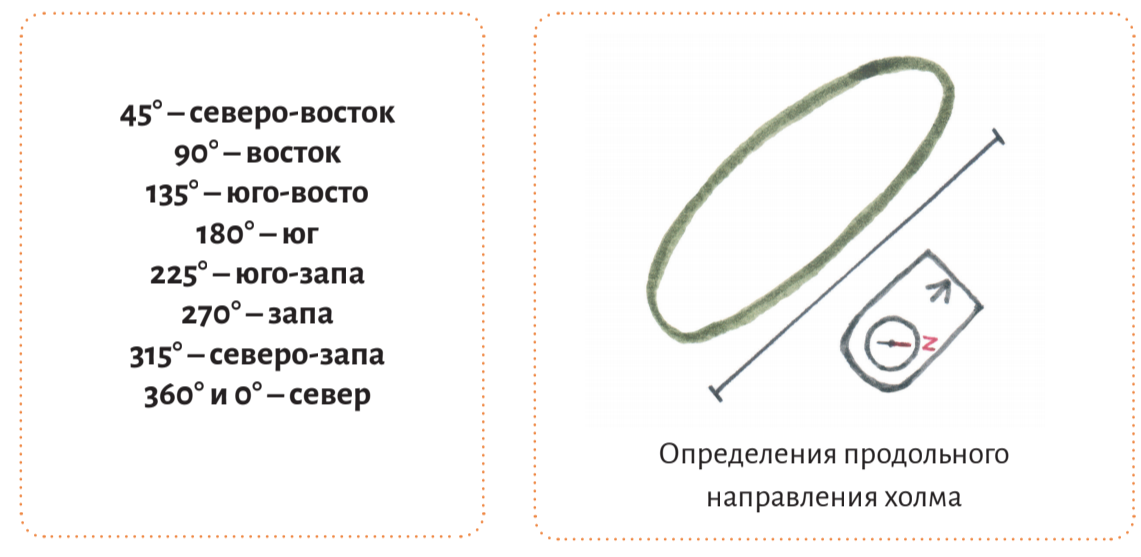 45° – северо-восток
90° – восток
135° – юго-восто
180° – юг
225° – юго-запа
270° – запа
315° – северо-запа
360° и 0° – север
N
Определения продольного
направления холма